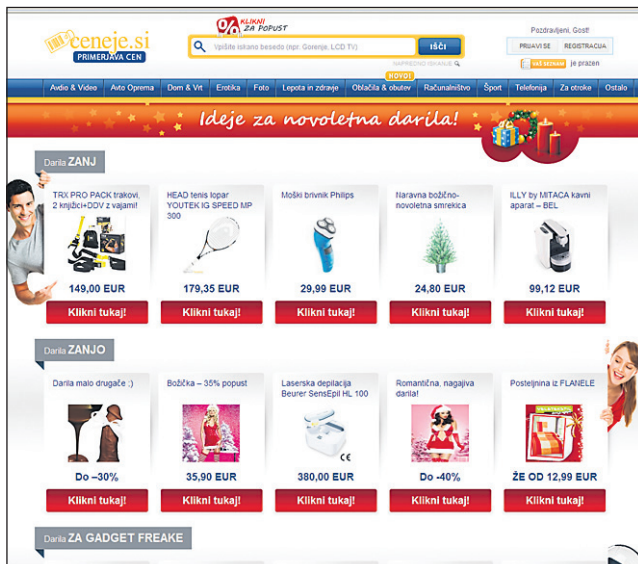 % KLIKNI
ZA POPUST
ceneje.si
PRIMERJAVA CEN
Vpišite iskano besedo (npr. Gorenje, LCD TV)
IŠČI
NAPREDNO ISKANJE
Pozdravljeni, Gost!
PRIJAVI SE REGISTRACIJA
VAŠ SEZNAM je prazen
NOVO!
Avdio & Video Avto Oprema Dom & Vrt Erotika Foto Lepota in zdravje Oblačila & obutev Računalništvo Šport Telefonija Za otroke Ostalo
Ideje za novoletna darila!
Darila ZANJ
TRX PRO PACK trakovi,
2 knjižici+DDV z vajami!
149,00 EUR
Klikni tukaj!
HEAD tenis lopar
YOUTEK IG SPEED MP
300
179,35 EUR
Klikni tukaj!
Moški brivnik Philips
29,99 EUR
Klikni tukaj!
Naravna božično-
novoletna smrekica
24,80 EUR
Klikni tukaj!
ILLY by MITACA kavni
aparat – BEL
99,12 EUR
Klikni tukaj!
Darila ZANJO
Darila malo drugače ;)
Do –30%
Klikni tukaj!
Božička – 35% popust
35,90 EUR
Klikni tukaj!
Laserska depilacija
Beurer SensEpil HL 100
CE
380,00 EUR
Klikni tukaj!
Romantična, nagajiva
darila!
Do -40%
Klikni tukaj!
Posteljnina iz FLANELE
ŽE OD 12,99 EUR
Klikni tukaj!
Darila ZA GADGET FREAKE